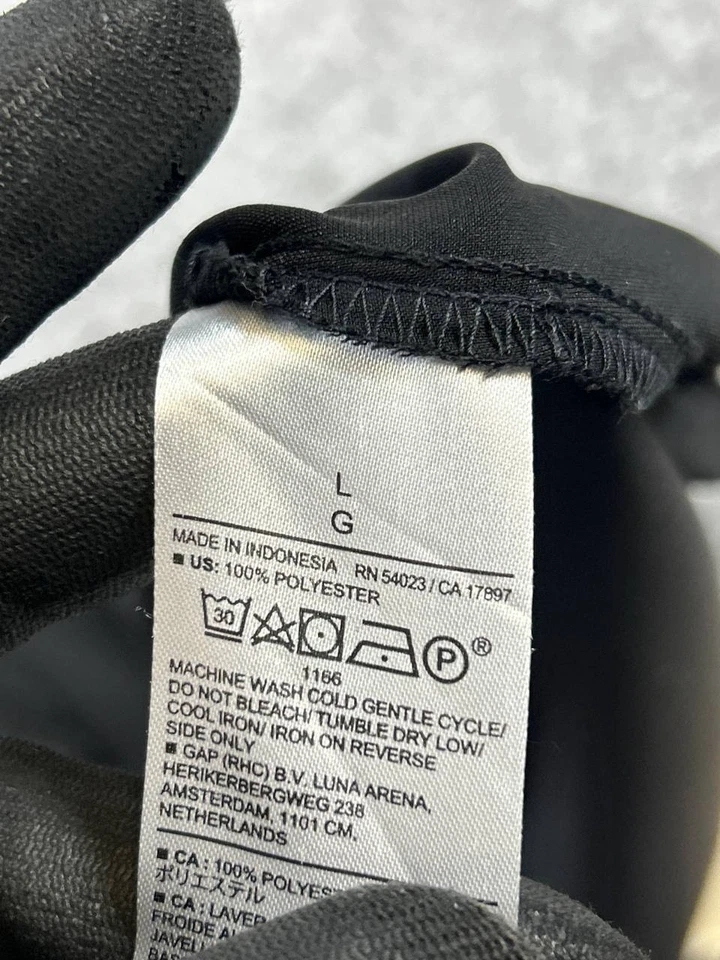 L
G
MADE IN INDONESIA RN 54023 / CA 17897
■ US: 100% POLYESTER
30 P ®
1166
MACHINE WASH COLD GENTLE CYCLE/
DO NOT BLEACH/ TUMBLE DRY LOW/
COOL IRON/ IRON ON REVERSE
SIDE ONLY
■ GAP (RHC) B.V. LUNA ARENA,
HERIKERBERGWEG 238
AMSTERDAM, 1101 CM,
NETHERLANDS
■ CA : 100% POLYES
ポリエステル
■ CA : LAVER
FROIDE